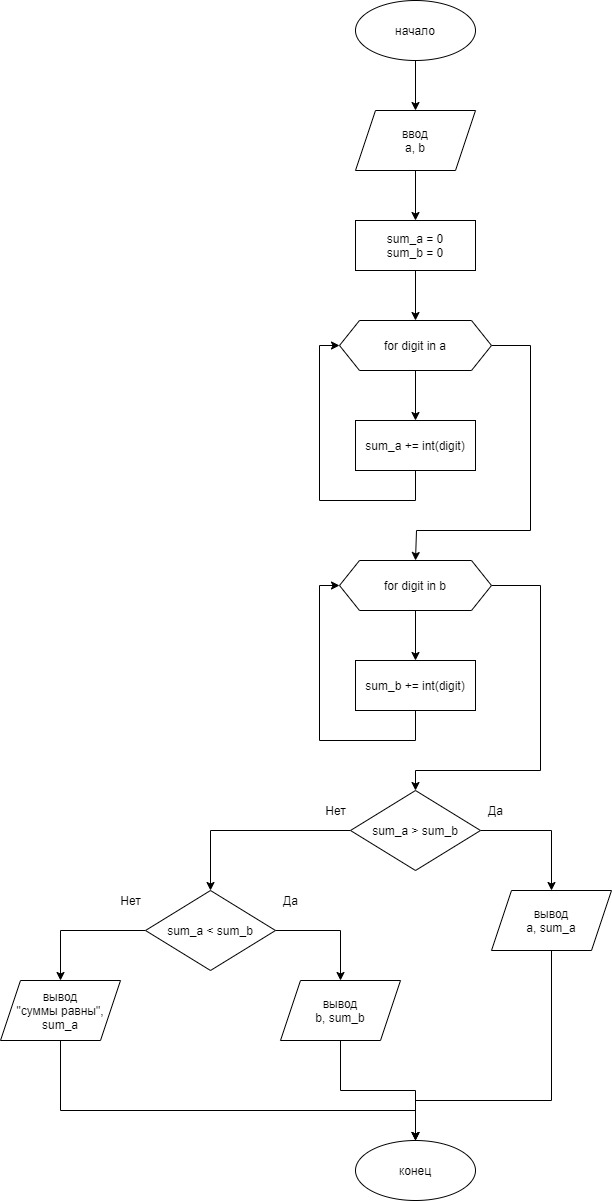 начало
ввод
a, b
sum_a = 0
sum_b = 0
for digit in a
sum_a += int(digit)
for digit in b
sum_b += int(digit)
Нет
Да
sum_a > sum_b
Нет
Да
sum_a < sum_b
вывод
a, sum_a
вывод
"суммы равны",
sum_a
вывод
b, sum_b
конец